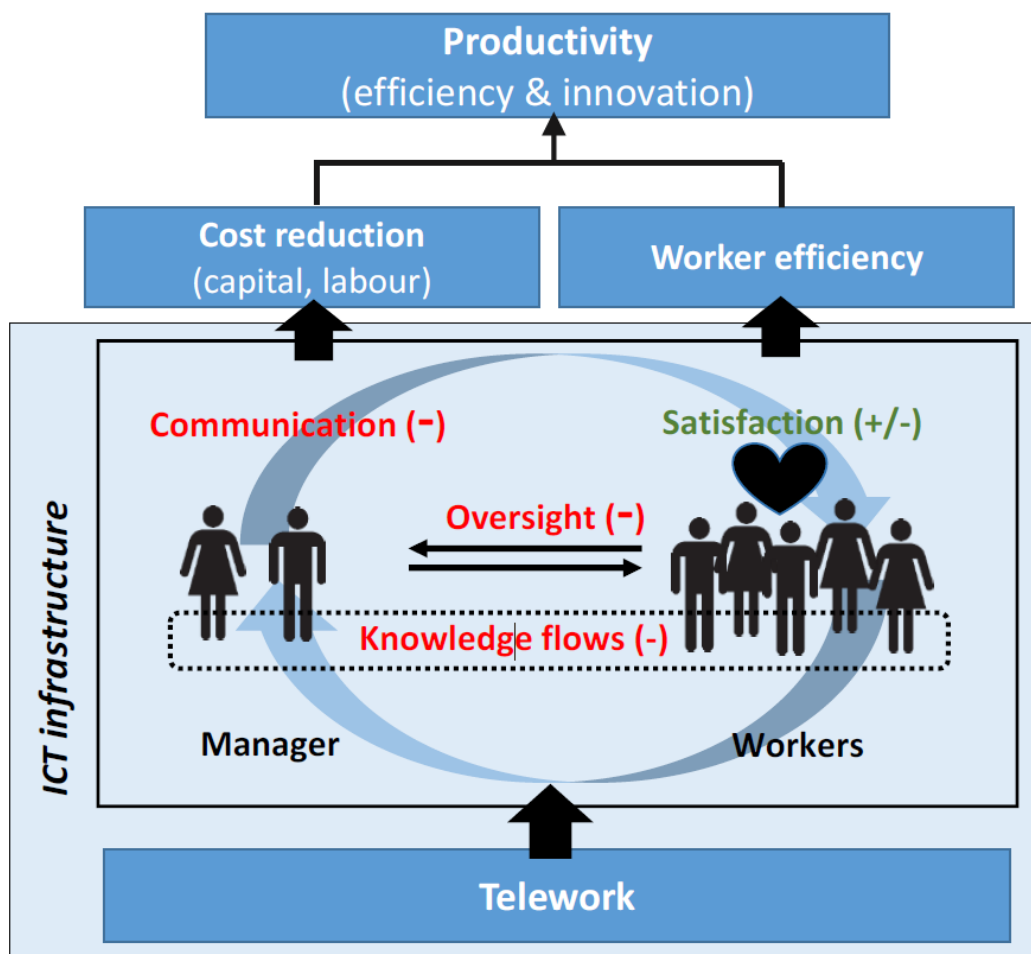 Productivity
(efficiency & innovation)
Cost reduction
(capital, labour)
Worker efficiency
Communication (-)
Satisfaction (+/-)
Oversight (-)
Knowledge flows (-)
Manager
Workers
ICT infrastructure
Telework